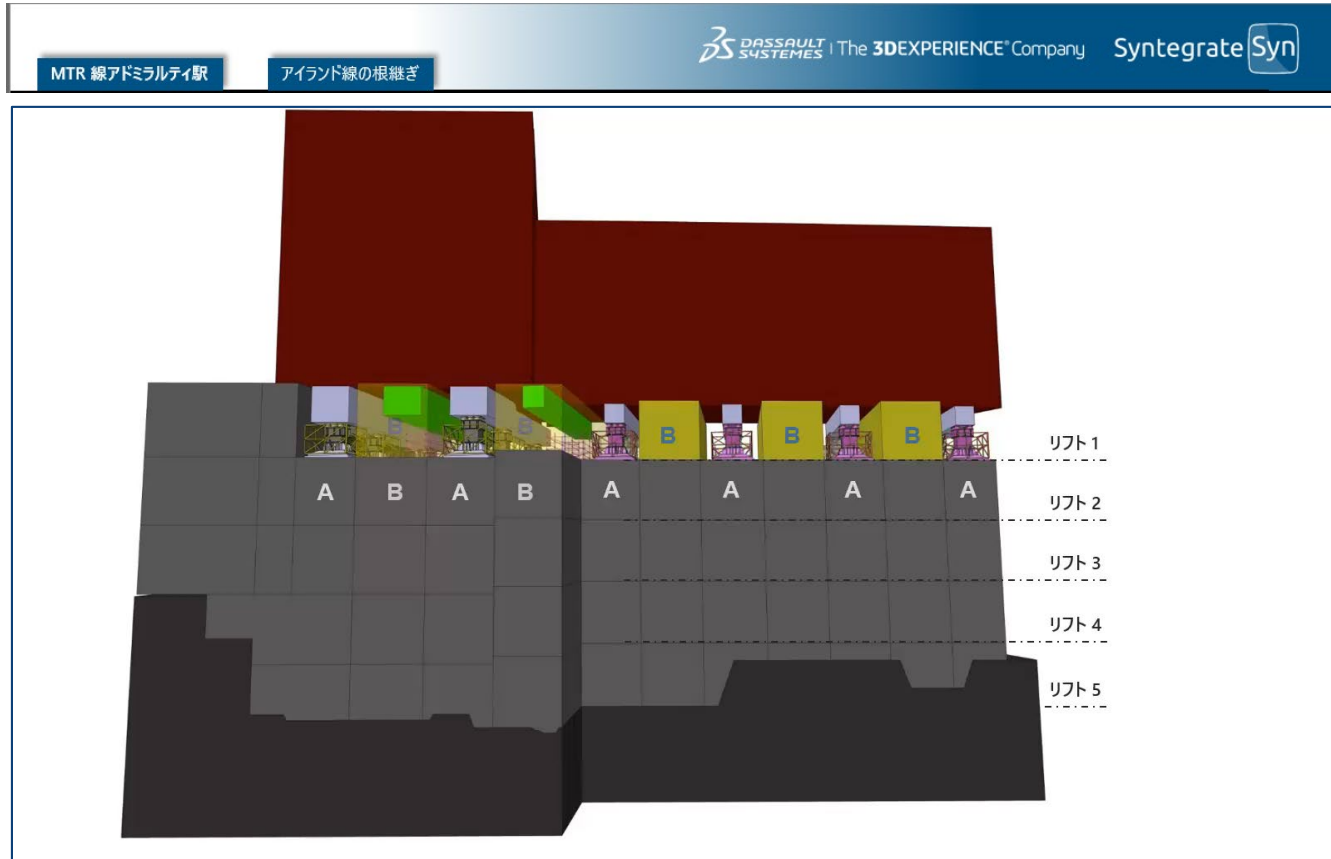 DASSAULT SYSTEMES | The 3DEXPERIENCE® Company
Syntegrate Syn
MTR 線アドミラルティ駅
アイランド線の根継ぎ
B B B B B
リフト 1
A B A B A A A A
リフト 2
リフト 3
リフト 4
リフト 5